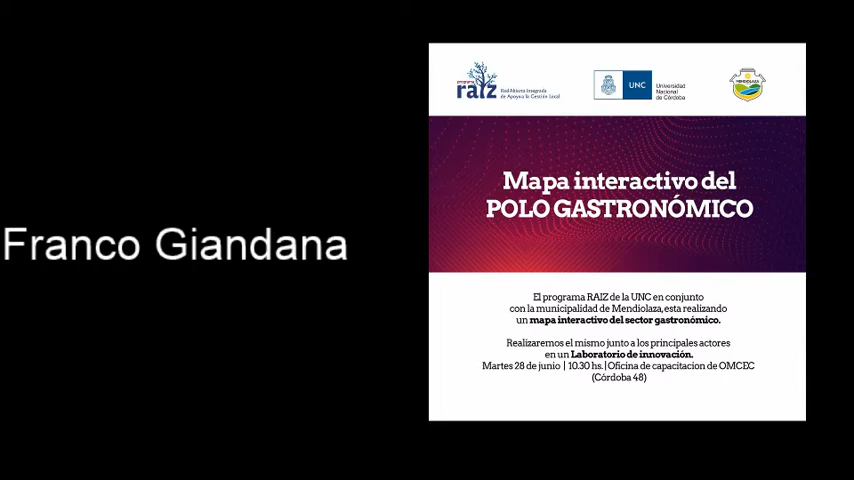 Franco Giandana
programa
raíz
Red Abierta Integrada
de Apoyo a la Gestión Local
UNC
Universidad
Nacional
de Córdoba
MENDIOLAZA
Mapa interactivo del
POLO GASTRONÓMICO
El programa RAIZ de la UNC en conjunto
con la municipalidad de Mendiolaza, esta realizando
un mapa interactivo del sector gastronómico.
Realizaremos el mismo junto a los principales actores
en un Laboratorio de innovación.
Martes 28 de junio | 10.30 hs. | Oficina de capacitacion de OMCEC
(Córdoba 48)